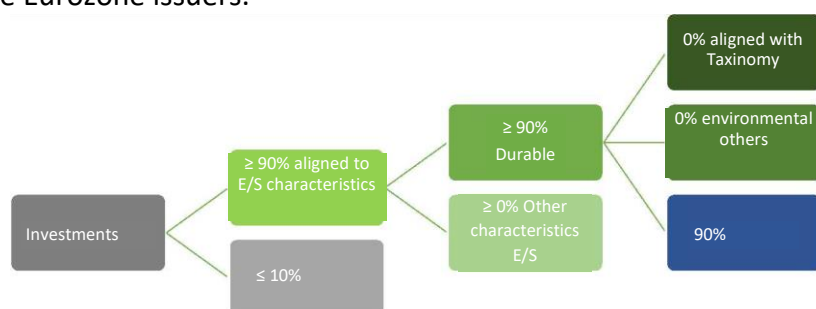 e Eurozone issuers.
0% aligned with
Taxinomy
≥ 90%
Durable
0% environmental
others
≥ 90% aligned to
E/S characteristics
≥ 0% Other
characteristics
E/S
Investments
90%
≤ 10%